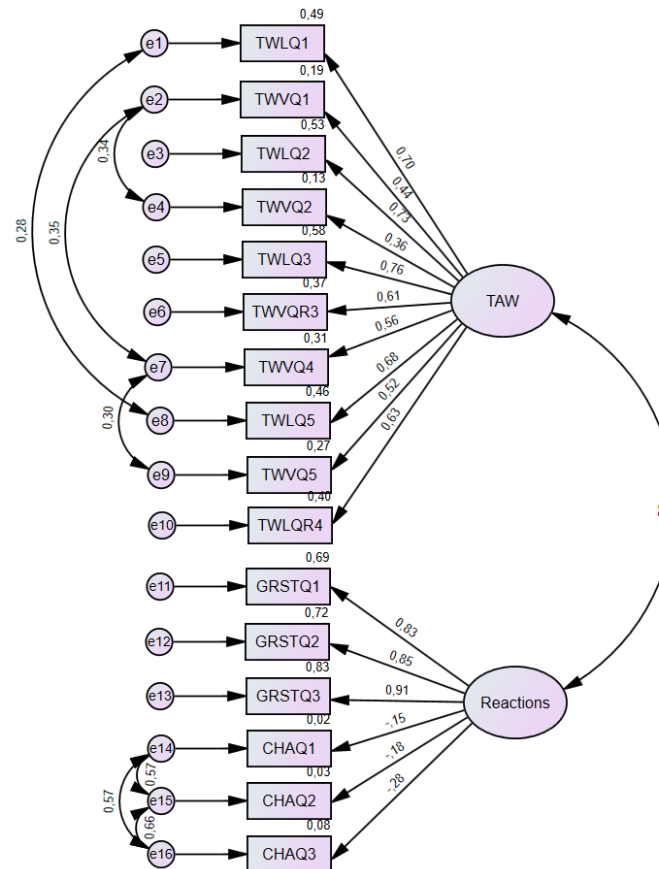 0,49
e1 TWLQ1
0,19
e2 TWVQ1
0,53
e3 TWLQ2
0,13
e4 TWVQ2
0,58
e5 TWLQ3
0,37
e6 TWVQR3
0,31
e7 TWVQ4
0,46
e8 TWLQ5
0,27
e9 TWVQ5
0,40
e10 TWLQR4
0,28
0,35
0,34
0,30
0,70
0,44
0,73
0,36
0,76
0,61
0,56
0,68
0,52
0,63
TAW
0,69
e11 GRSTQ1
0,72
e12 GRSTQ2
0,83
e13 GRSTQ3
0,02
e14 CHAQ1
0,03
e15 CHAQ2
0,08
e16 CHAQ3
0,57
0,57
0,66
0,83
0,85
0,91
-,15
-,18
-,28
Reactions